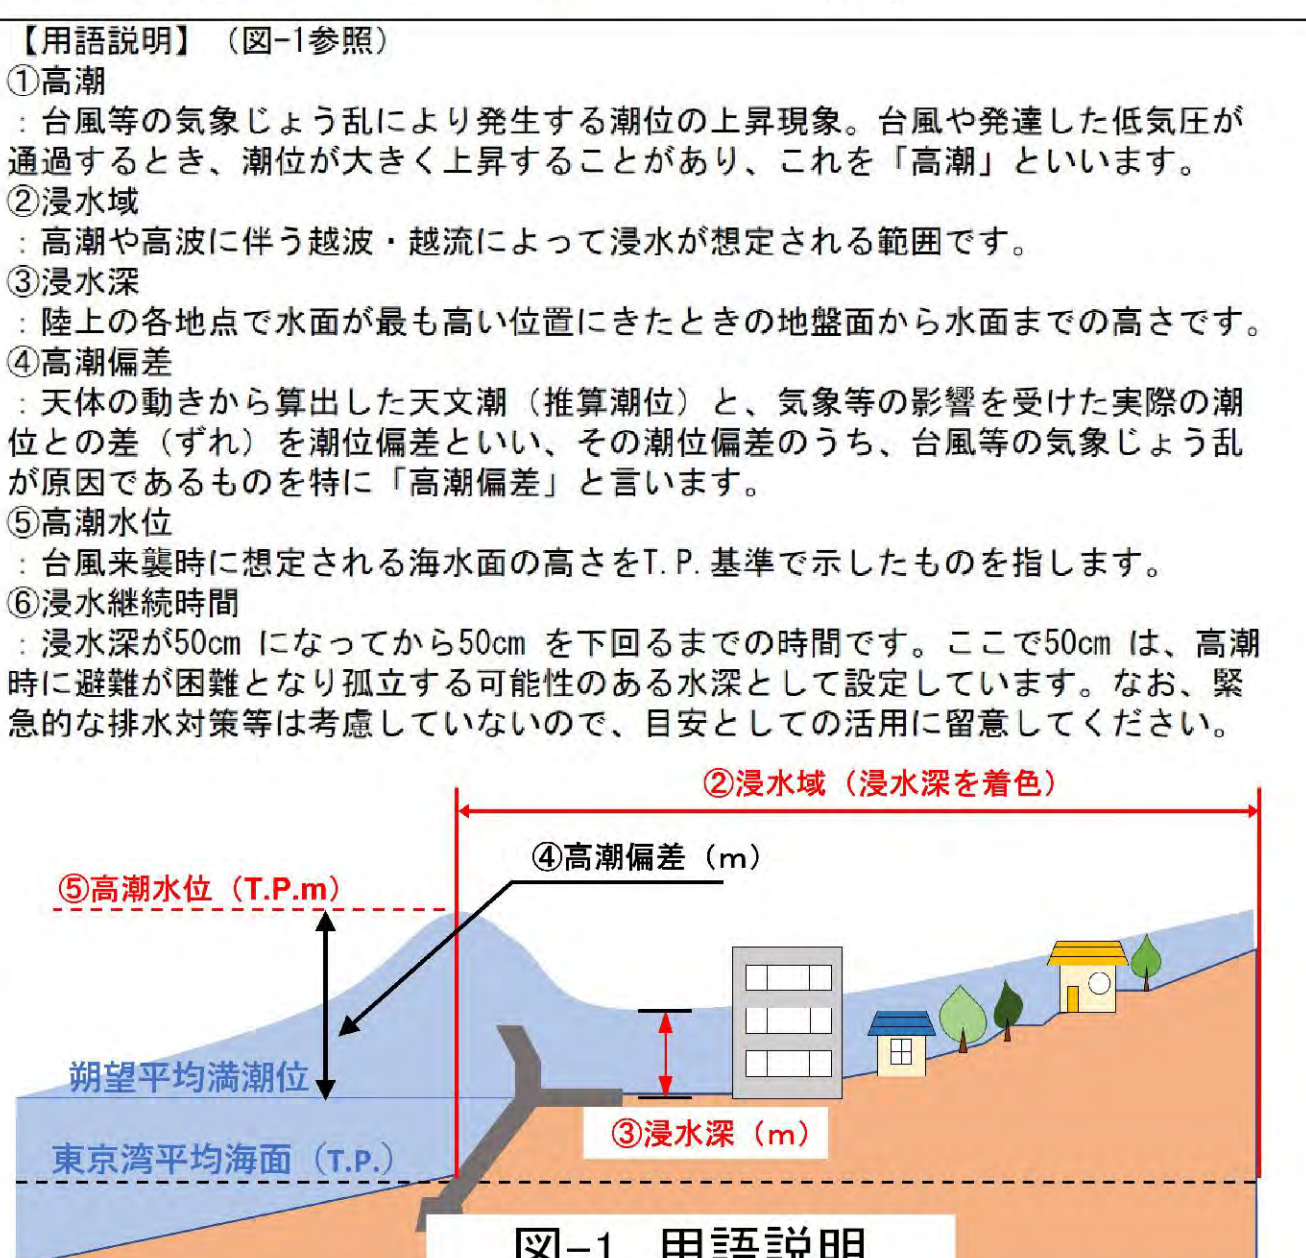 【用語説明】（図-1参照）
①高潮
：台風等の気象じょう乱により発生する潮位の上昇現象。台風や発達した低気圧が
通過するとき、潮位が大きく上昇することがあり、これを「高潮」といいます。
②浸水域
：高潮や高波に伴う越波・越流によって浸水が想定される範囲です。
③浸水深
：陸上の各地点で水面が最も高い位置にきたときの地盤面から水面までの高さです。
④高潮偏差
：天体の動きから算出した天文潮（推算潮位）と、気象等の影響を受けた実際の潮
位との差（ずれ）を潮位偏差といい、その潮位偏差のうち、台風等の気象じょう乱
が原因であるものを特に「高潮偏差」と言います。
⑤高潮水位
：台風来襲時に想定される海水面の高さをT.P.基準で示したものを指します。
⑥浸水継続時間
：浸水深が50cm になってから50cm を下回るまでの時間です。ここで50cm は、高潮
時に避難が困難となり孤立する可能性のある水深として設定しています。なお、緊
急的な排水対策等は考慮していないので、目安としての活用に留意してください。
②浸水域（浸水深を着色）
④高潮偏差（m）
⑤高潮水位（T.P.m）
朔望平均満潮位
③浸水深（m）
東京湾平均海面（T.P.）
図-1 用語説明